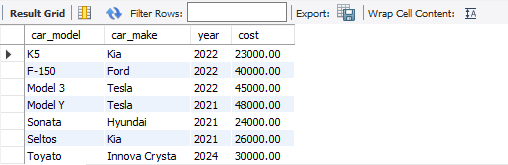 Result Grid Filter Rows: Export: Wrap Cell Content:
car_model car_make year cost
K5 Kia 2022 23000.00
F-150 Ford 2022 40000.00
Model 3 Tesla 2022 45000.00
Model Y Tesla 2021 48000.00
Sonata Hyundai 2021 24000.00
Seltos Kia 2021 26000.00
Toyato Innova Crysta 2024 30000.00